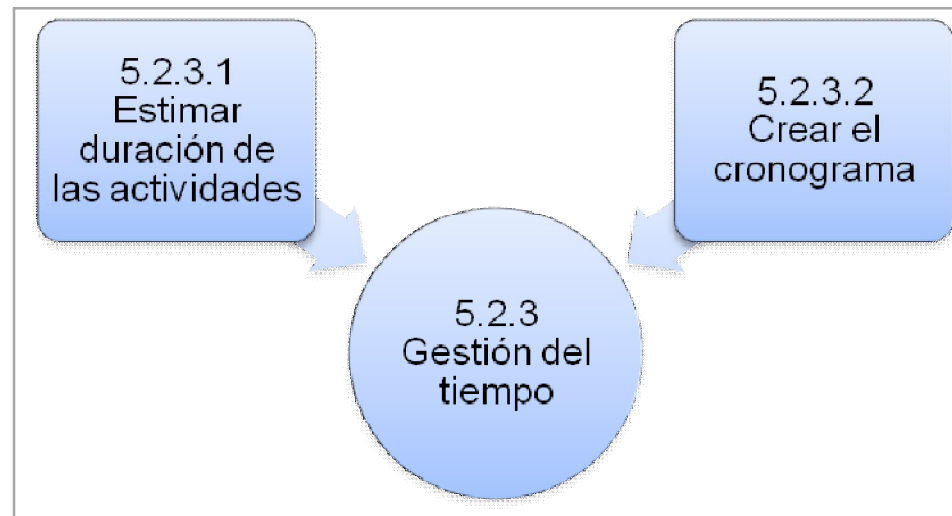 5.2.3.1
Estimar
duración de
las actividades
5.2.3.2
Crear el
cronograma
5.2.3
Gestión del
tiempo